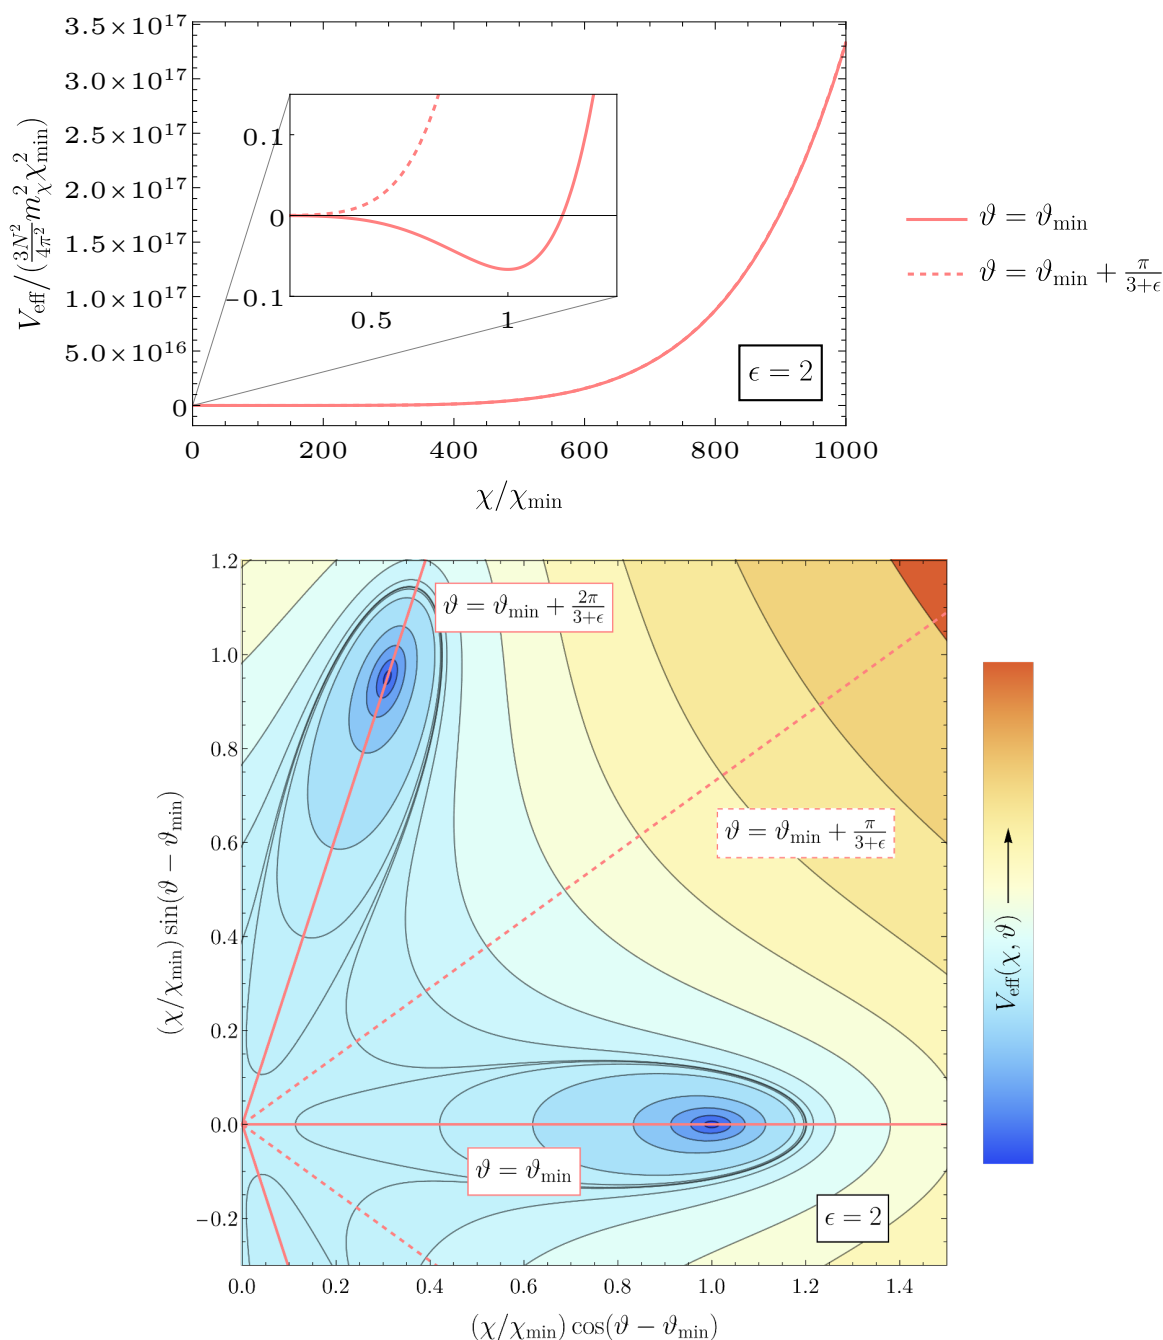 3.5×10^17
3.0×10^17
2.5×10^17
2.0×10^17
1.5×10^17
1.0×10^17
5.0×10^16
0
V_eff/(3N²/4π² m_χ² χ_min²)
0.1
0
−0.1
0.5 1
ϵ = 2
0 200 400 600 800 1000
χ/χ_min
ϑ = ϑ_min
ϑ = ϑ_min + π/(3+ϵ)
1.2
1.0
0.8
0.6
0.4
0.2
0.0
−0.2
(χ/χ_min) sin(ϑ − ϑ_min)
ϑ = ϑ_min + 2π/(3+ϵ)
ϑ = ϑ_min + π/(3+ϵ)
ϑ = ϑ_min
ϵ = 2
0.0 0.2 0.4 0.6 0.8 1.0 1.2 1.4
(χ/χ_min) cos(ϑ − ϑ_min)
V_eff(χ, ϑ) ⟶